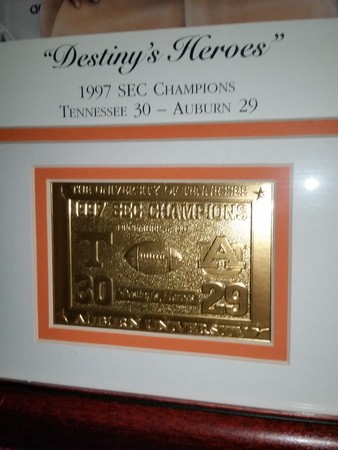 "Destiny's Heroes"
1997 SEC CHAMPIONS
TENNESSEE 30 – AUBURN 29
THE UNIVERSITY OF TENNESSEE
1997 SEC CHAMPIONS
T
AU
30
29
AUBURN UNIVERSITY